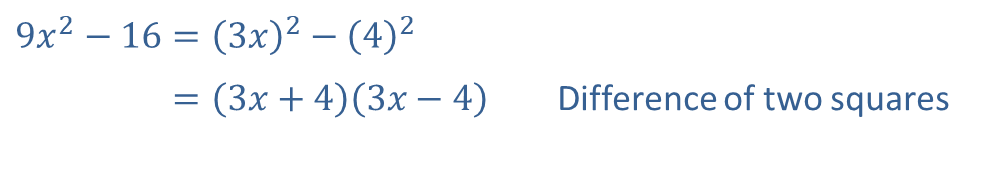 9x² − 16 = (3x)² − (4)²
= (3x + 4)(3x − 4) Difference of two squares